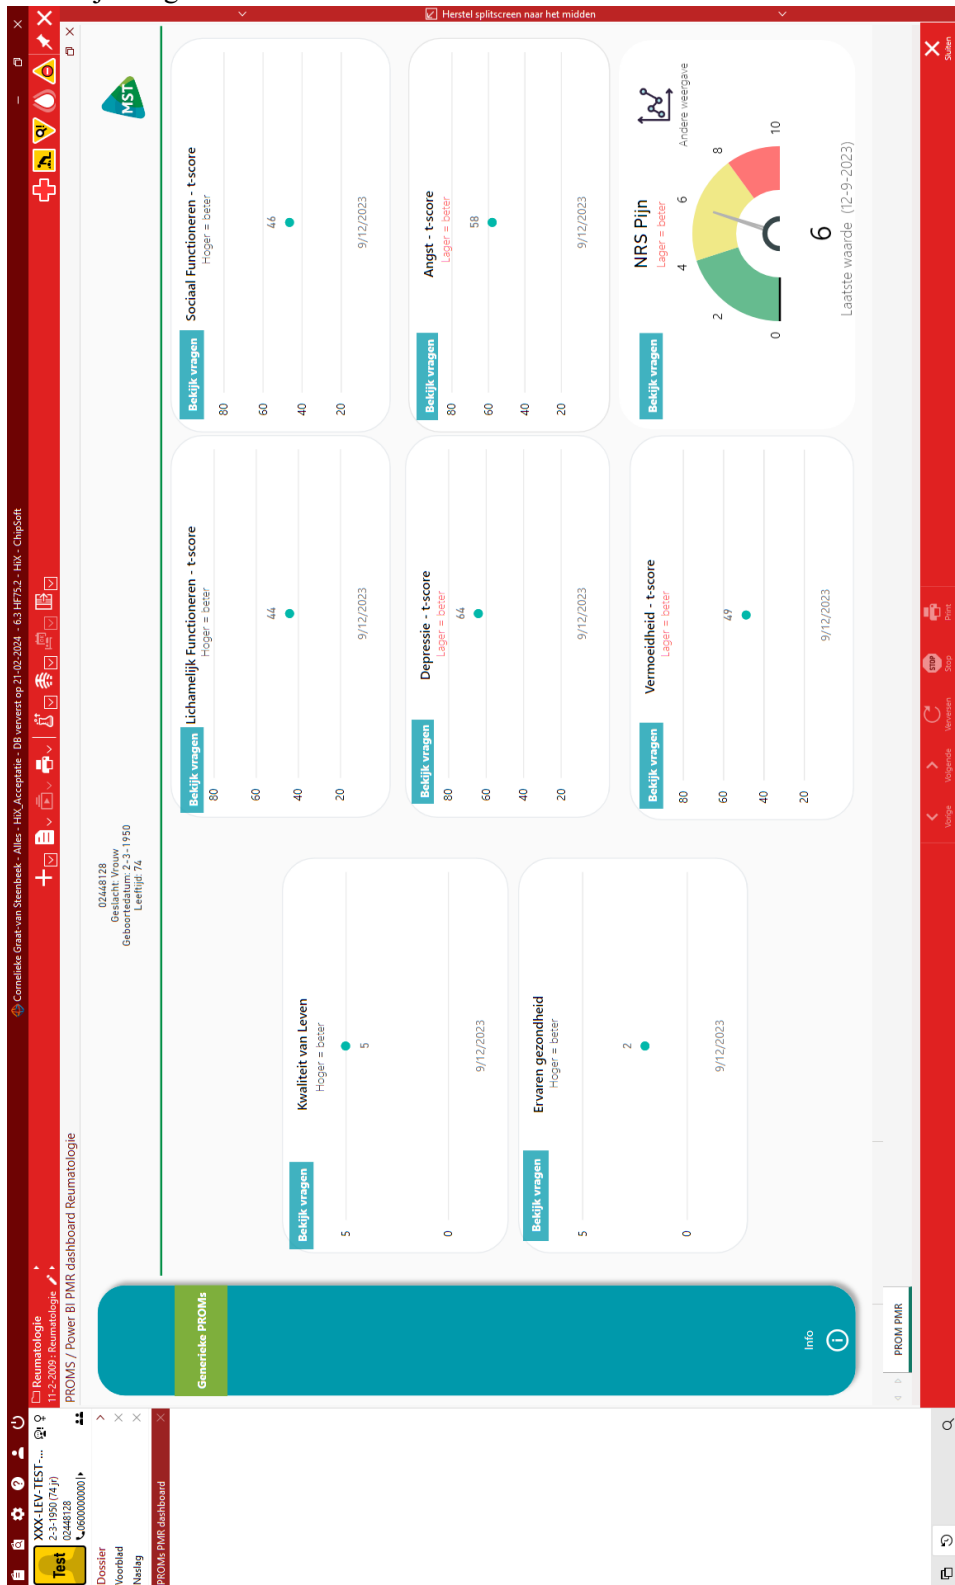 Cornelieke Graat-van Steenbeek - Alles - HiX_Acceptatie - DB ververst op 21-02-2024 - 6.3 HF75.2 - HiX - ChipSoft
Test
XXX-LEV-TEST-...
2-3-1950 (74 jr)
02448128
0600000000
Reumatologie
11-2-2009 : Reumatologie
Dossier
Voorblad
Naslag
PROMs PMR dashboard
PROMS / Power BI PMR dashboard Reumatologie
02448128
Geslacht: Vrouw
Geboortedatum: 2-3-1950
Leeftijd: 74
MST
Generieke PROMs
Info
Bekijk vragen
Kwaliteit van Leven
Hoger = beter
5
5
0
9/12/2023
Bekijk vragen
Ervaren gezondheid
Hoger = beter
5
2
0
9/12/2023
Bekijk vragen
Lichamelijk Functioneren - t-score
Hoger = beter
80
60
44
40
20
9/12/2023
Bekijk vragen
Sociaal Functioneren - t-score
Hoger = beter
80
60
46
40
20
9/12/2023
Bekijk vragen
Depressie - t-score
Lager = beter
80
64
60
40
20
9/12/2023
Bekijk vragen
Angst - t-score
Lager = beter
80
58
60
40
20
9/12/2023
Bekijk vragen
Vermoeidheid - t-score
Lager = beter
80
60
49
40
20
9/12/2023
Bekijk vragen
NRS Pijn
Lager = beter
Andere weergave
0
2
4
6
8
10
6
Laatste waarde (12-9-2023)
PROM PMR
Herstel splitscreen naar het midden
Vorige
Volgende
Verversen
STOP
Stop
Print
Sluiten